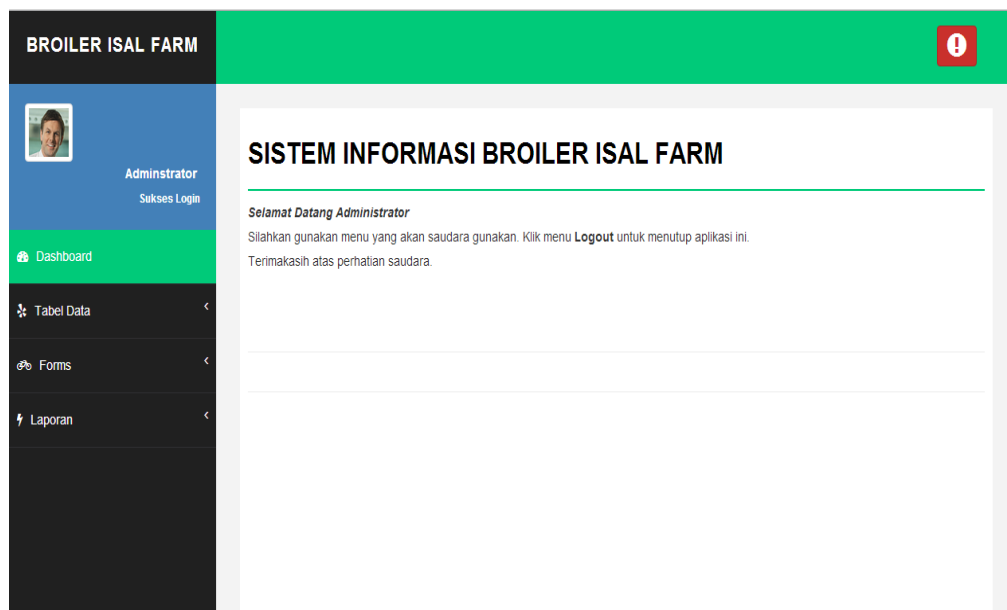 BROILER ISAL FARM
Adminstrator
Sukses Login
Dashboard
Tabel Data
Forms
Laporan
SISTEM INFORMASI BROILER ISAL FARM
Selamat Datang Administrator
Silahkan gunakan menu yang akan saudara gunakan. Klik menu Logout untuk menutup aplikasi ini.
Terimakasih atas perhatian saudara.